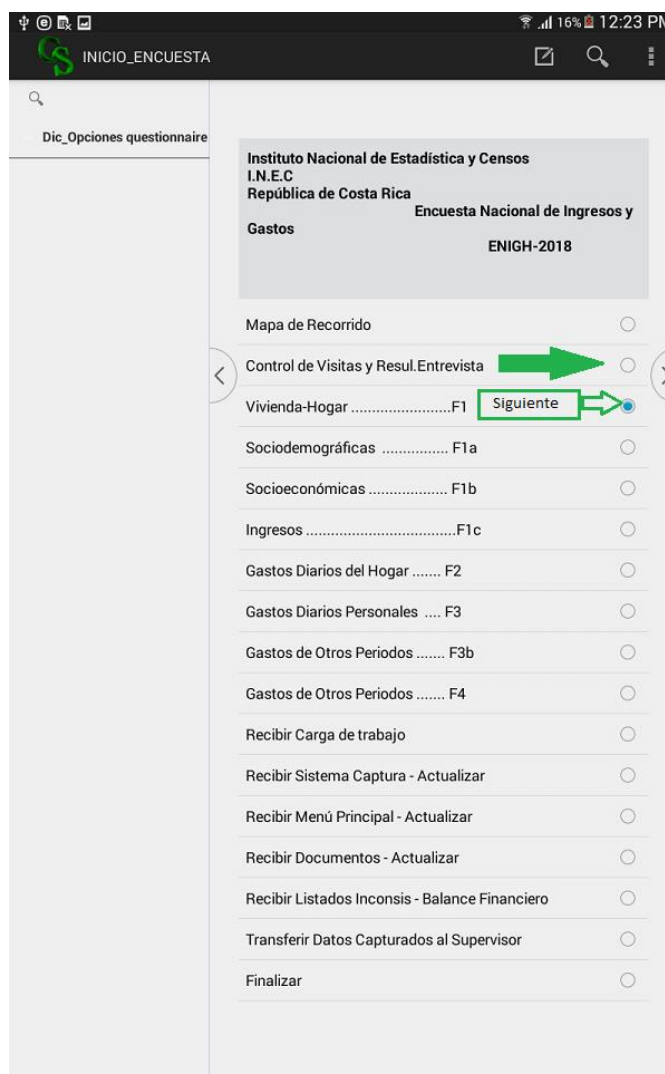 16% 12:23 PM
CS INICIO_ENCUESTA
Dic_Opciones questionnaire
Instituto Nacional de Estadística y Censos
I.N.E.C
República de Costa Rica
Encuesta Nacional de Ingresos y
Gastos
ENIGH-2018
Mapa de Recorrido
Control de Visitas y Resul.Entrevista
Vivienda-Hogar ........................F1 Siguiente
Sociodemográficas ................ F1a
Socioeconómicas ................... F1b
Ingresos ....................................F1c
Gastos Diarios del Hogar ....... F2
Gastos Diarios Personales .... F3
Gastos de Otros Periodos ....... F3b
Gastos de Otros Periodos ....... F4
Recibir Carga de trabajo
Recibir Sistema Captura - Actualizar
Recibir Menú Principal - Actualizar
Recibir Documentos - Actualizar
Recibir Listados Inconsis - Balance Financiero
Transferir Datos Capturados al Supervisor
Finalizar